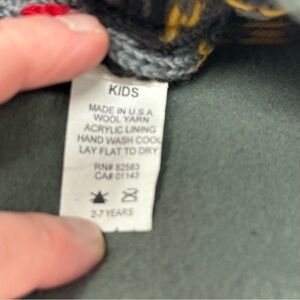 KIDS
MADE IN U.S.A.
WOOL YARN
ACRYLIC LINING
HAND WASH COOL
LAY FLAT TO DRY
RN# 82583
CA# 01143
2-7 YEARS